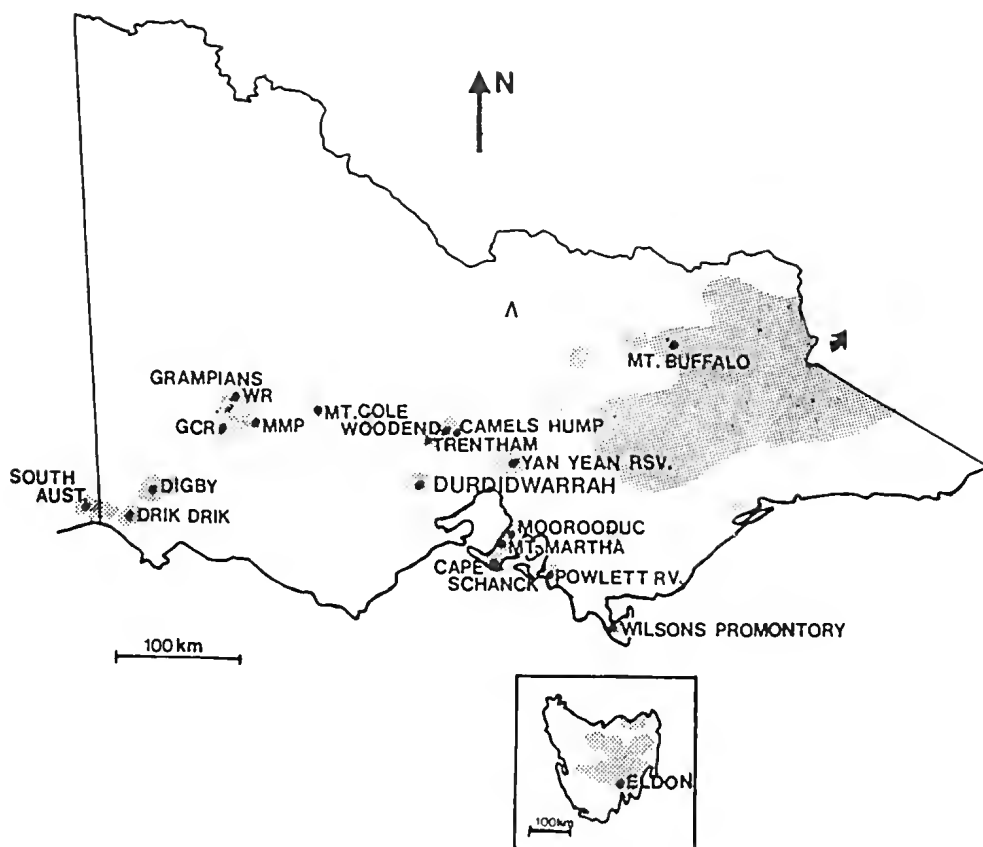 N
MT. BUFFALO
GRAMPIANS
WR
GCR
MMP
MT.COLE
WOODEND
CAMELS HUMP
TRENTHAM
YAN YEAN RSV.
SOUTH
AUST
DIGBY
DURDIDWARRAH
DRIK DRIK
MOOROODUC
MT. MARTHA
CAPE
SCHANCK
POWLETT RV.
WILSONS PROMONTORY
100 km
ELDON
100km